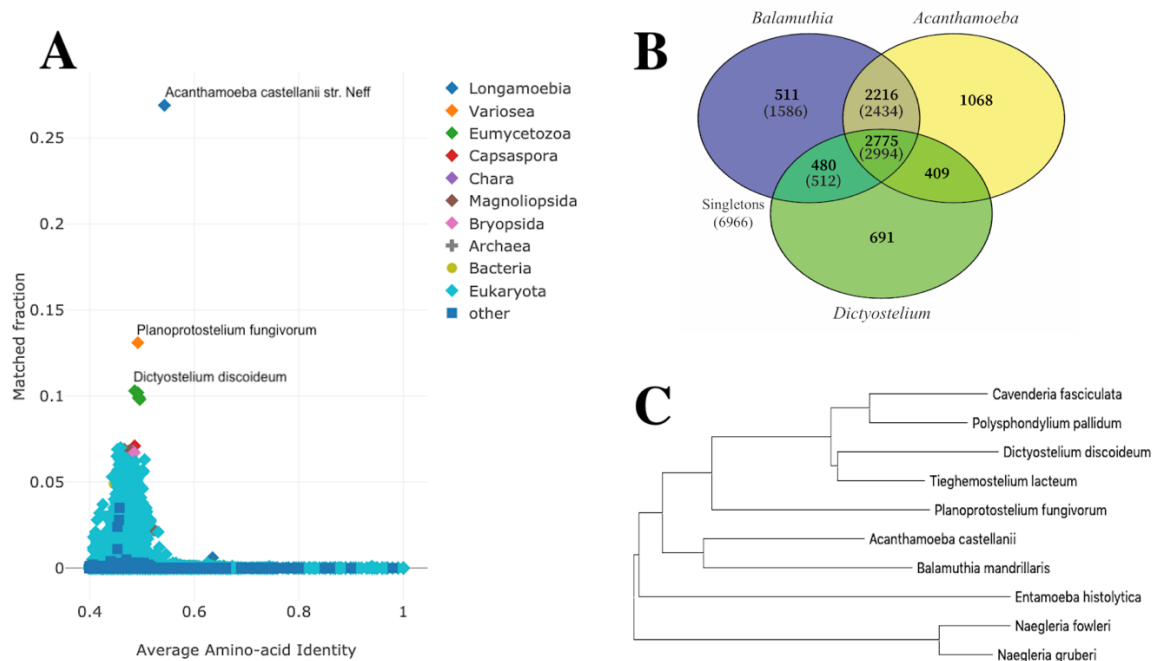 A
Acanthamoeba castellanii str. Neff
Planoprotostelium fungivorum
Dictyostelium discoideum
Matched fraction
0.25
0.2
0.15
0.1
0.05
0
0.4
0.6
0.8
1
Average Amino-acid Identity
Longamoebia
Variosea
Eumycetozoa
Capsaspora
Chara
Magnoliopsida
Bryopsida
Archaea
Bacteria
Eukaryota
other
B
Balamuthia
Acanthamoeba
511
(1586)
2216
(2434)
1068
2775
(2994)
480
(512)
409
Singletons
(6966)
691
Dictyostelium
C
Cavenderia fasciculata
Polysphondylium pallidum
Dictyostelium discoideum
Tieghemostelium lacteum
Planoprotostelium fungivorum
Acanthamoeba castellanii
Balamuthia mandrillaris
Entamoeba histolytica
Naegleria fowleri
Naegleria gruberi